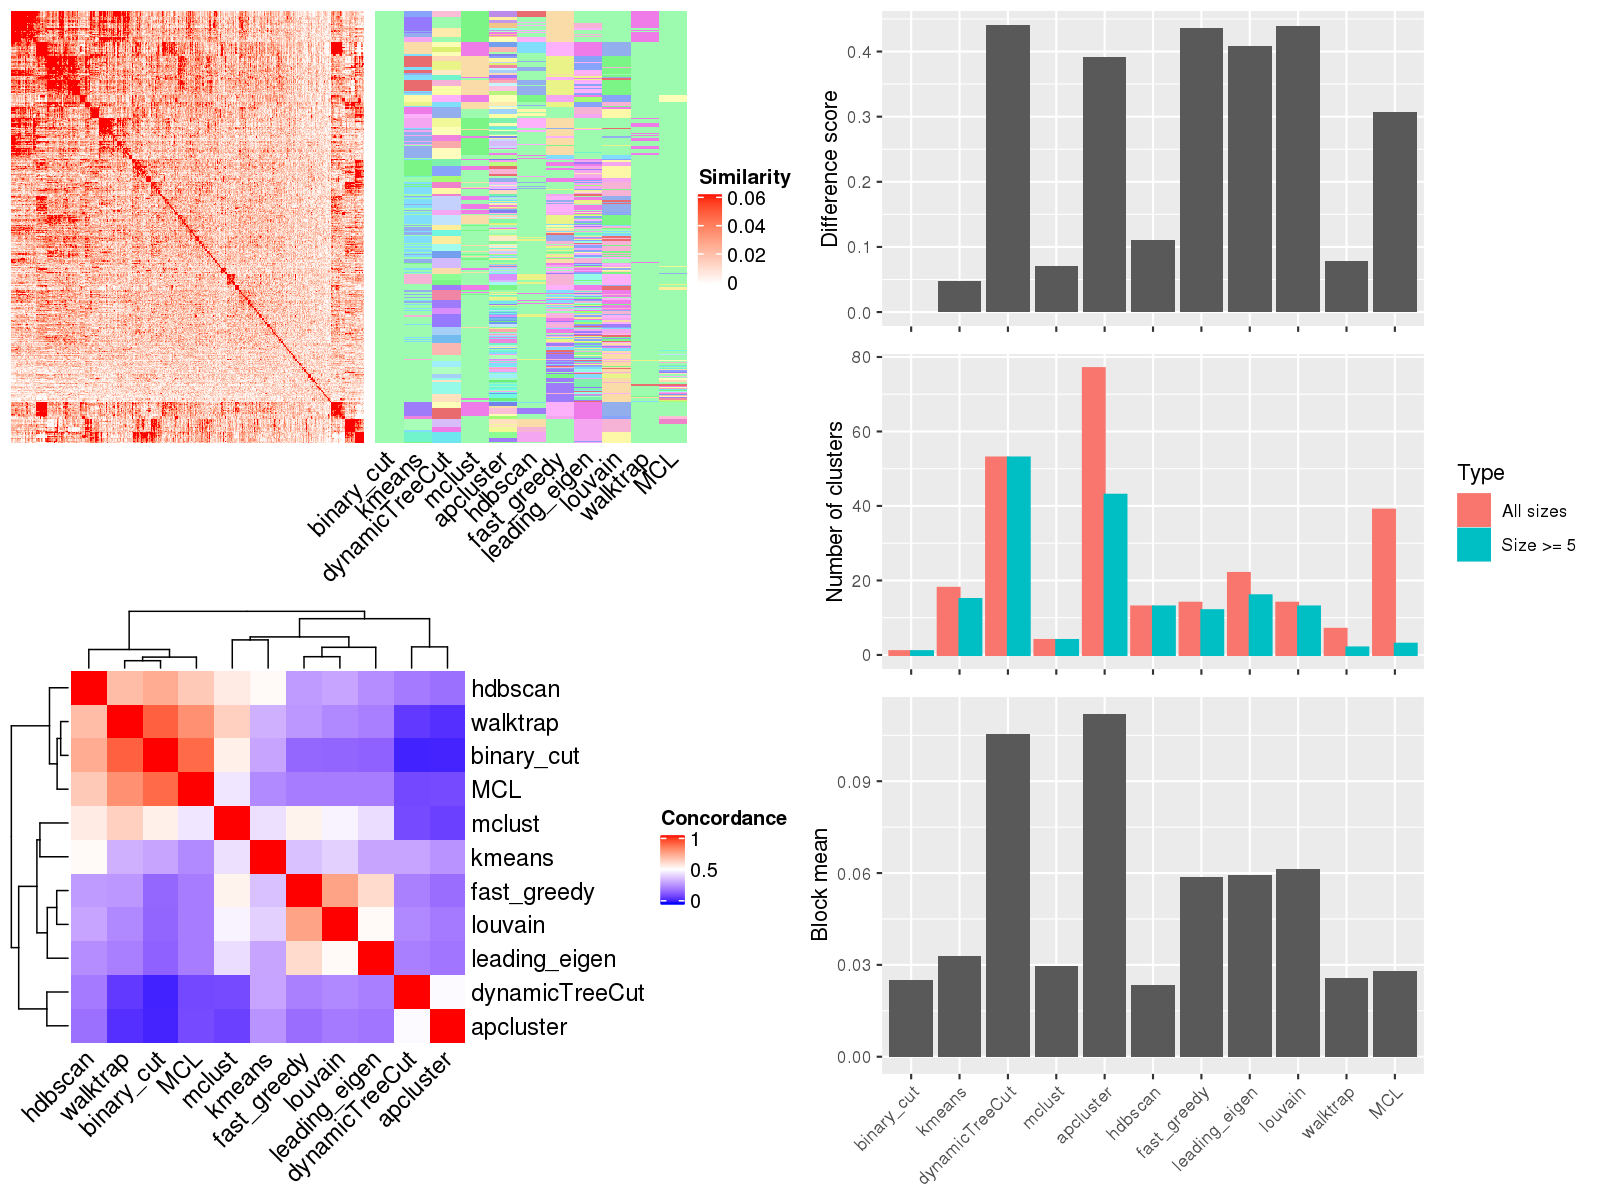 Similarity
0.06
0.04
0.02
0
binary_cut
kmeans
dynamicTreeCut
mclust
apcluster
hdbscan
fast_greedy
leading_eigen
louvain
walktrap
MCL
hdbscan
walktrap
binary_cut
MCL
mclust
kmeans
fast_greedy
louvain
leading_eigen
dynamicTreeCut
apcluster
Concordance
1
0.5
0
hdbscan
walktrap
binary_cut
MCL
mclust
kmeans
fast_greedy
louvain
leading_eigen
dynamicTreeCut
apcluster
Difference score
0.4
0.3
0.2
0.1
0.0
Number of clusters
80
60
40
20
0
Type
All sizes
Size >= 5
Block mean
0.09
0.06
0.03
0.00
binary_cut
kmeans
dynamicTreeCut
mclust
apcluster
hdbscan
fast_greedy
leading_eigen
louvain
walktrap
MCL